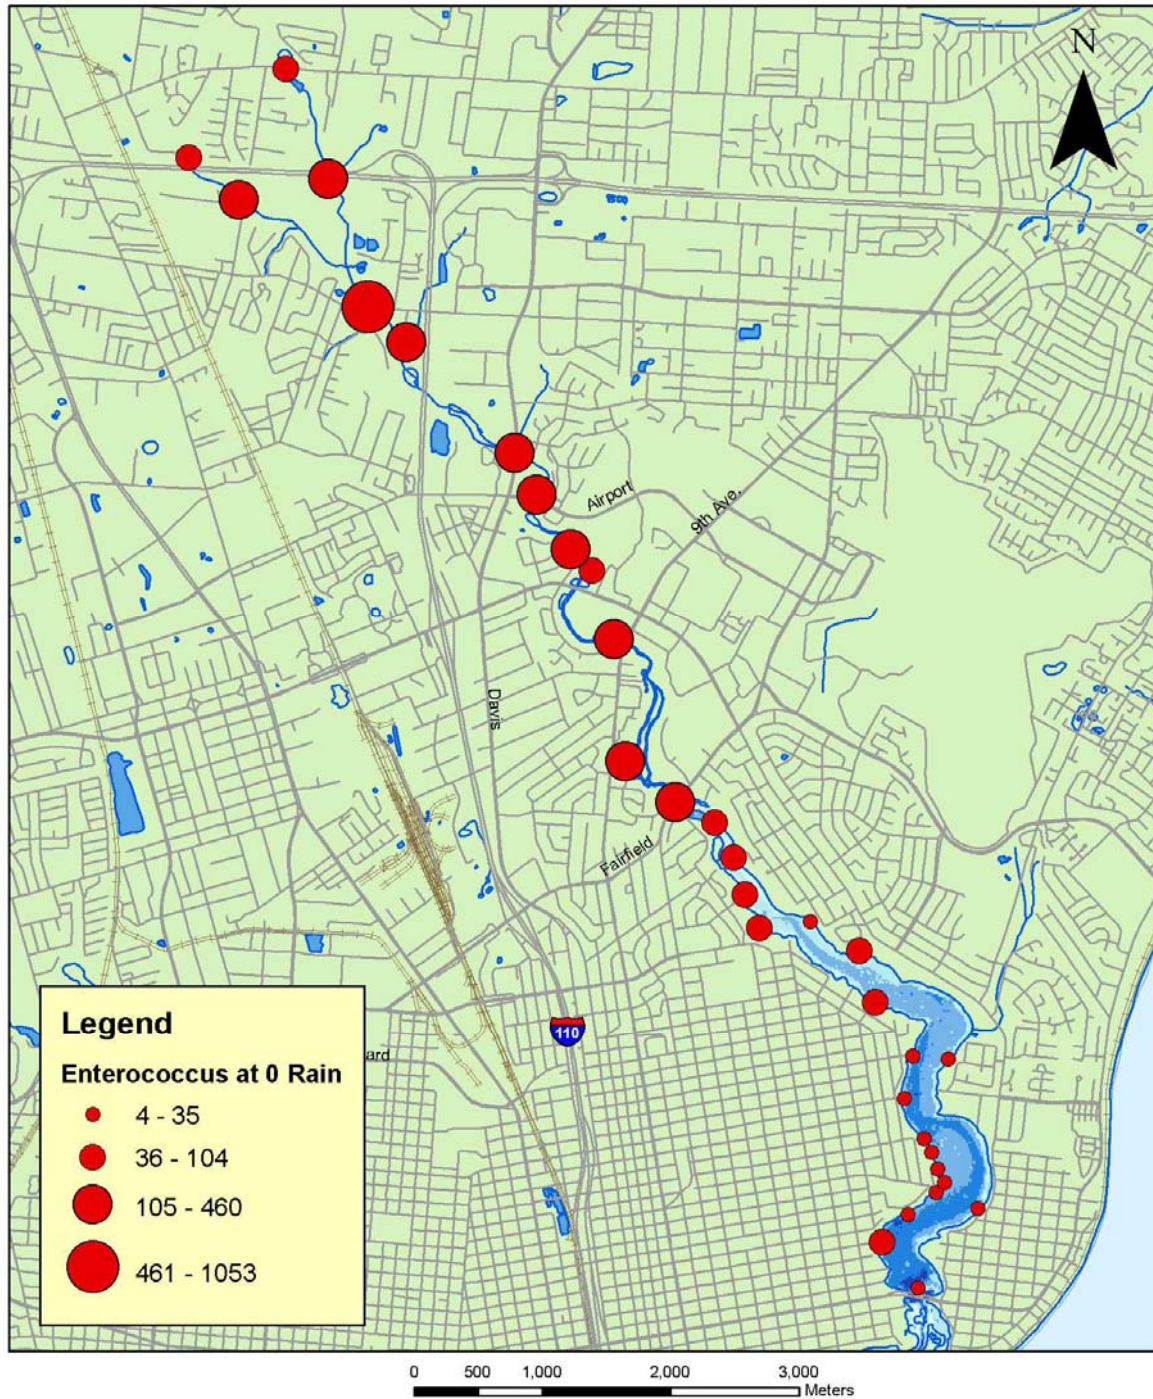 N
Airport
9th Ave.
Davis
Fairfield
110
ard
Legend
Enterococcus at 0 Rain
4 - 35
36 - 104
105 - 460
461 - 1053
0 500 1,000 2,000 3,000
Meters